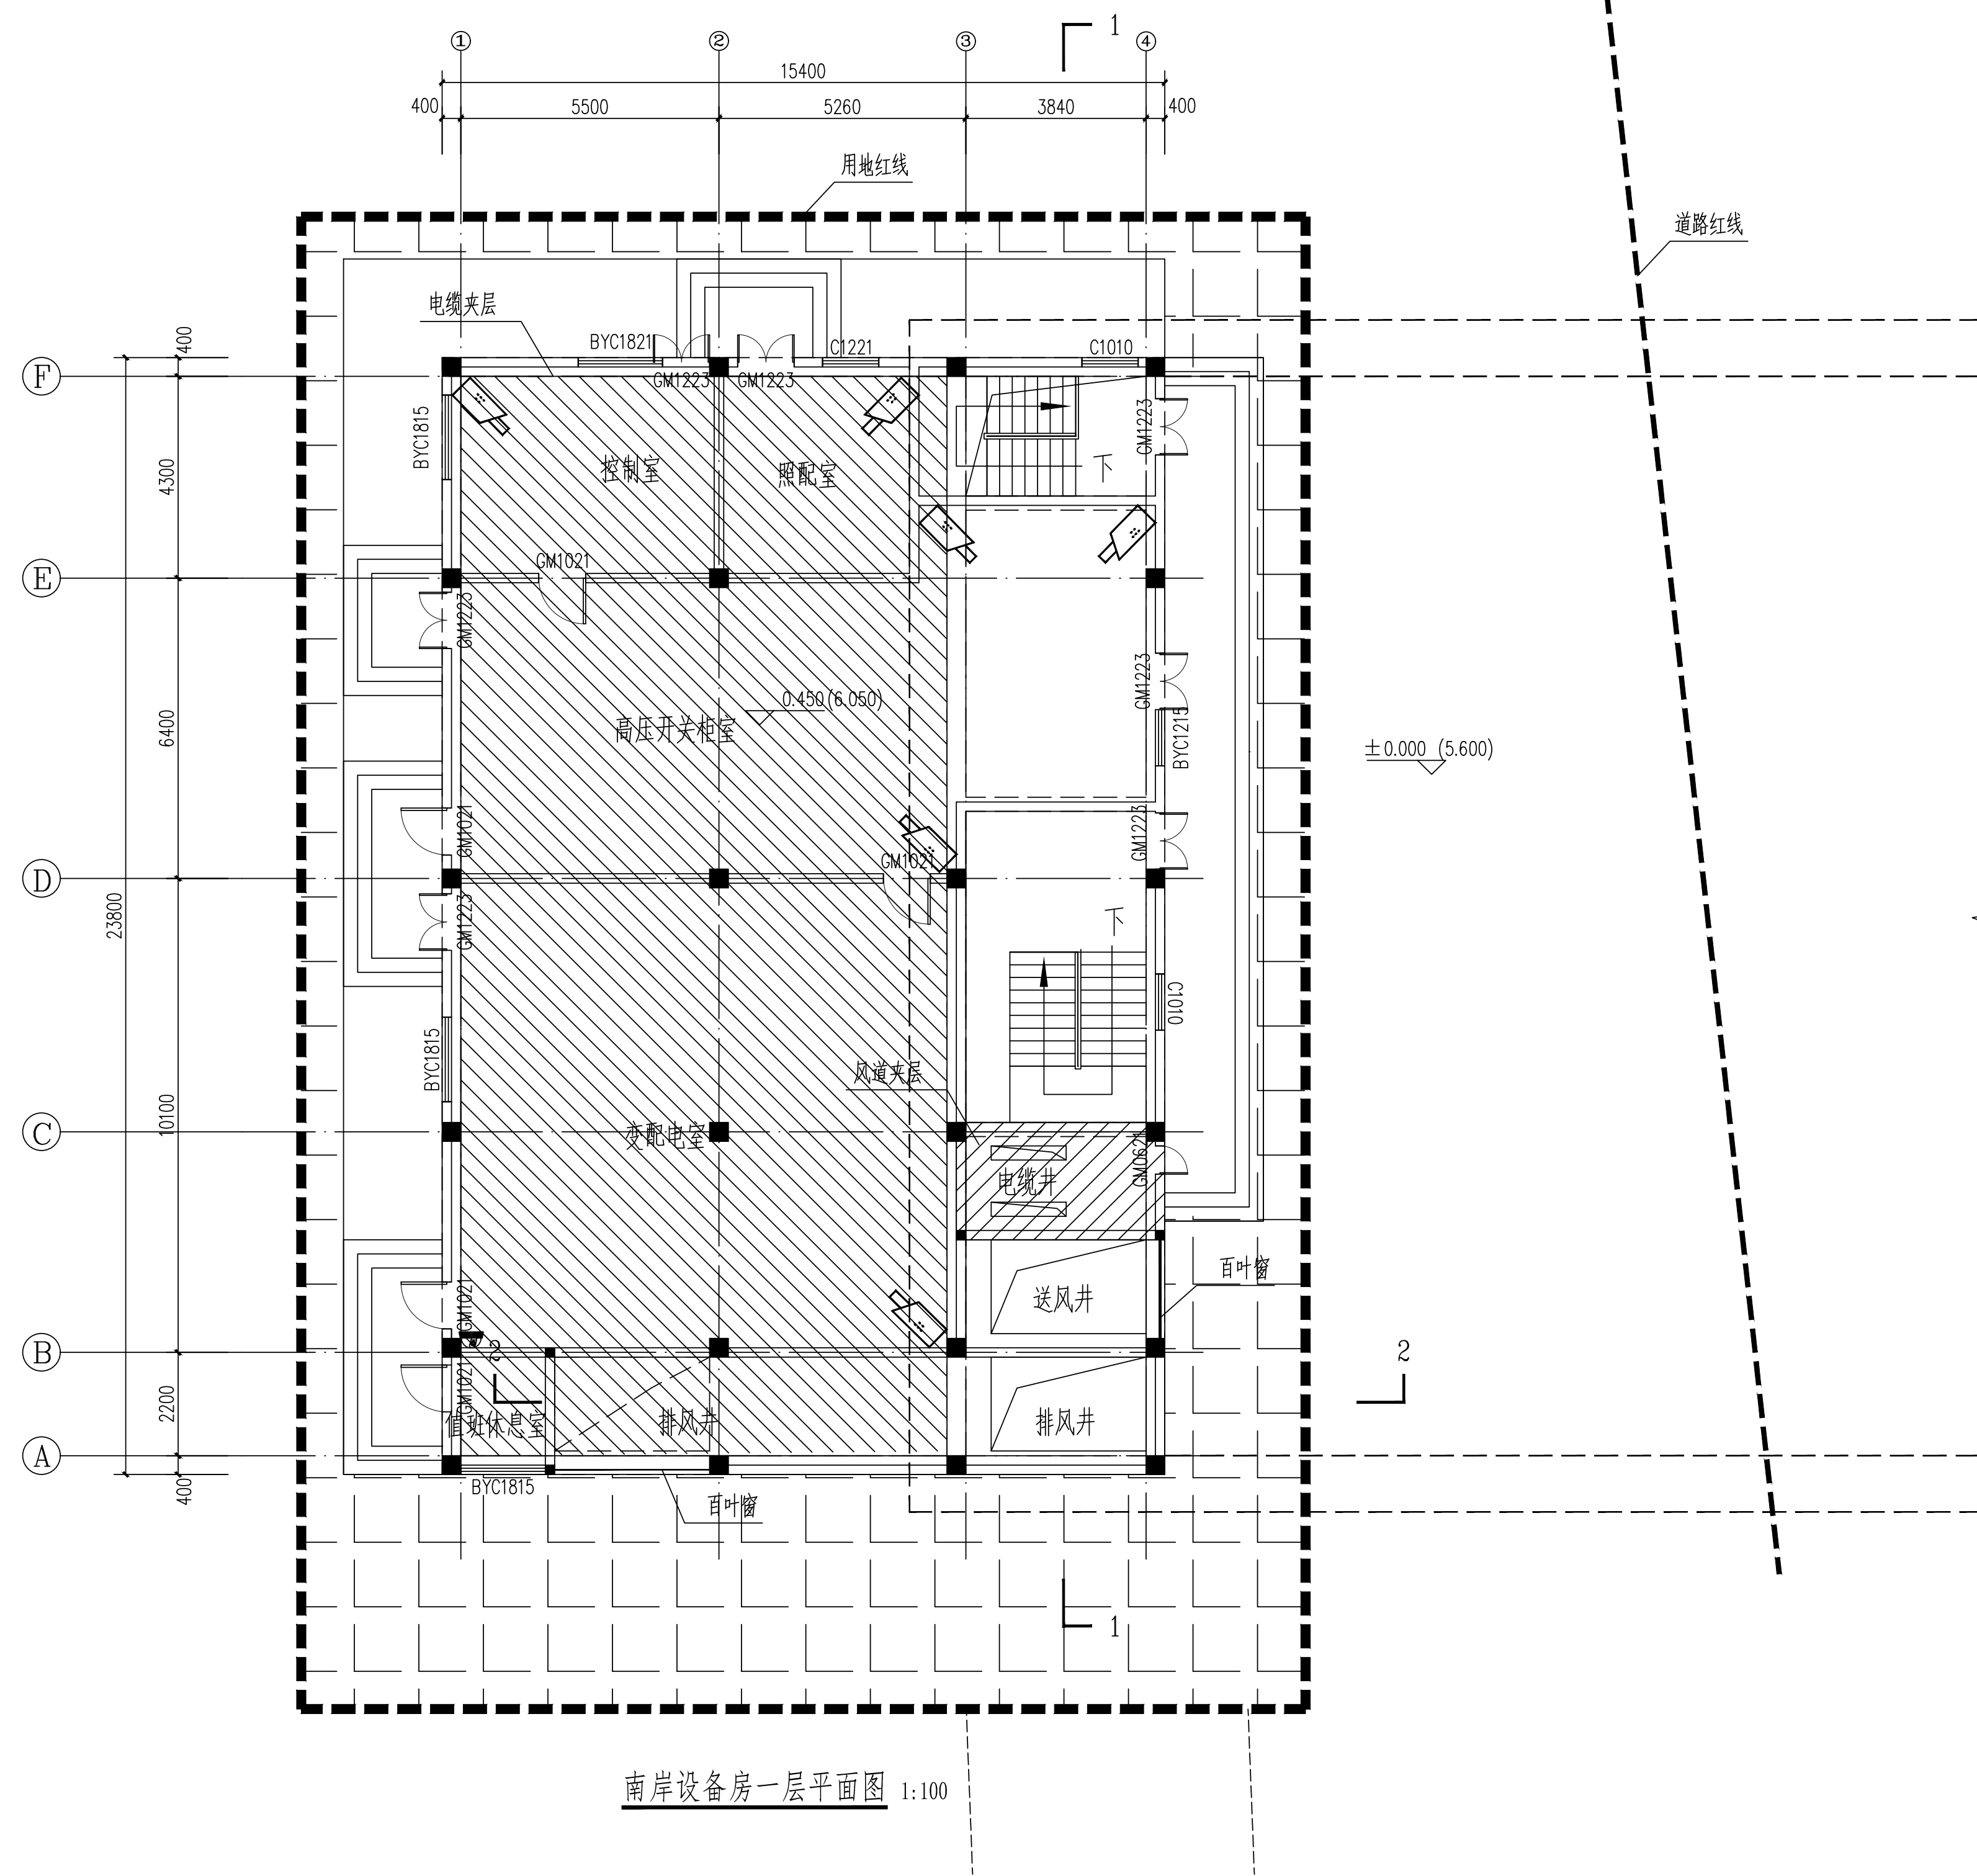 1
① ② ③ ④
15400
400 5500 5260 3840 400
用地红线
道路红线
电缆夹层
400
BYC1821 C1221 C1010
F
GM1223 GM1223
BYC1815
GM1223
4300
控制室 照配室 下
GM1021
E
GM1223
GM1223
0.450(6.050)
高压开关柜室
6400
BYC1215
±0.000 (5.600)
GM1021
GM1223
GM1021
D
23800
GM1223
下
C1010
BYC1815
风道夹层
10100
C
变配电室
GM0621
电缆井
百叶窗
送风井
GM1021
B
2 2
GM1021
2200
值班休息室 排风井 排风井
A
400
BYC1815
百叶窗
1
南岸设备房一层平面图 1:100